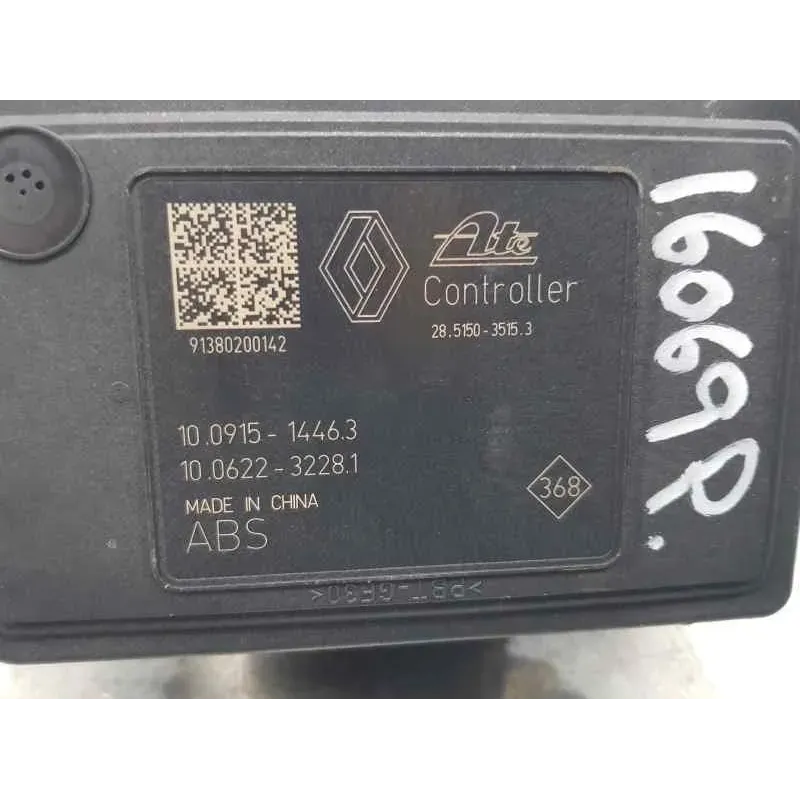 Ate
Controller
28.5150-3515.3
91380200142
10.0915-1446.3
10.0622-3228.1
MADE IN CHINA
ABS
368
>PBT-GF30<
16069P.